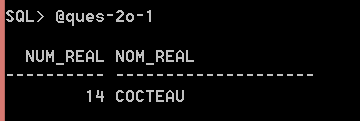 SQL> @ques-2o-1
NUM_REAL NOM_REAL
---------- --------------------
14 COCTEAU